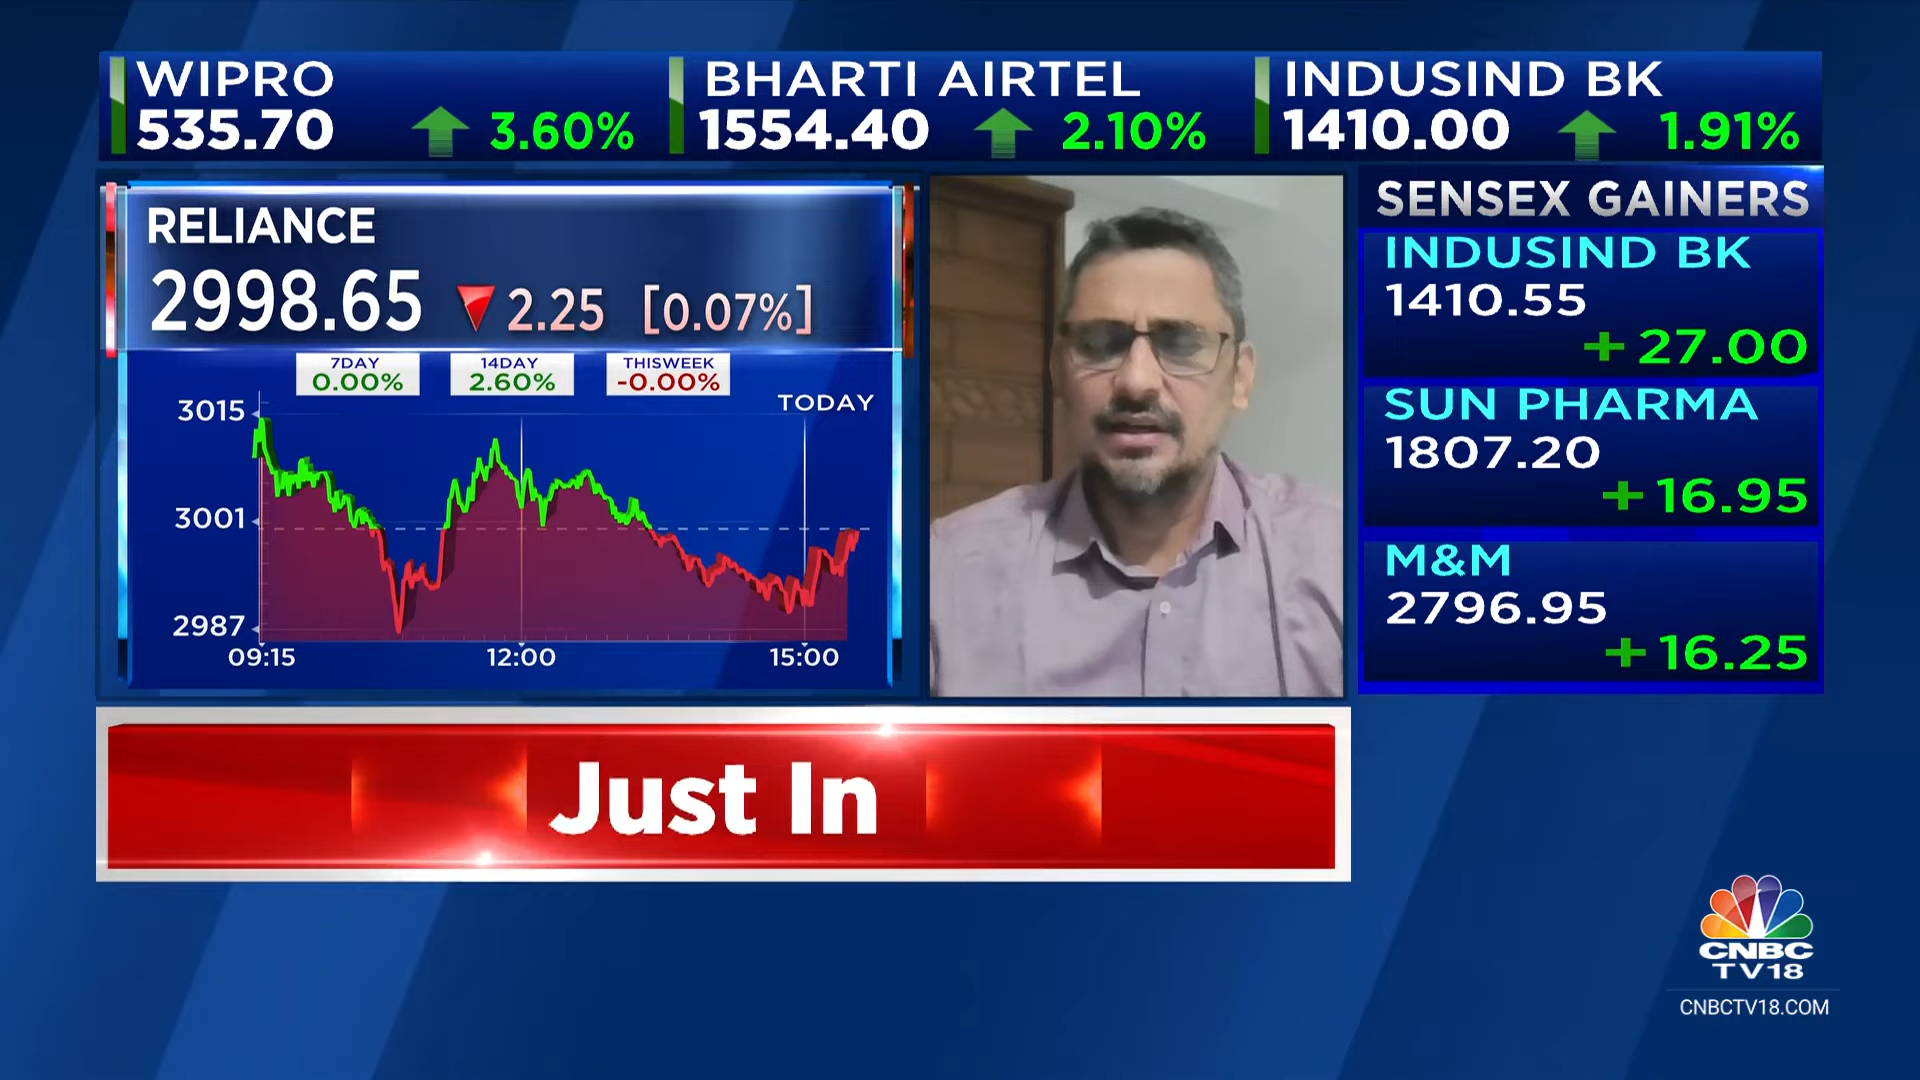 WIPRO
535.70 3.60%
BHARTI AIRTEL
1554.40 2.10%
INDUSIND BK
1410.00 1.91%
RELIANCE
2998.65 2.25 [0.07%]
7DAY
0.00%
14DAY
2.60%
THISWEEK
-0.00%
TODAY
3015
3001
2987
09:15 12:00 15:00
SENSEX GAINERS
INDUSIND BK
1410.55
+27.00
SUN PHARMA
1807.20
+16.95
M&M
2796.95
+16.25
Just In
CNBC
TV18
CNBCTV18.COM